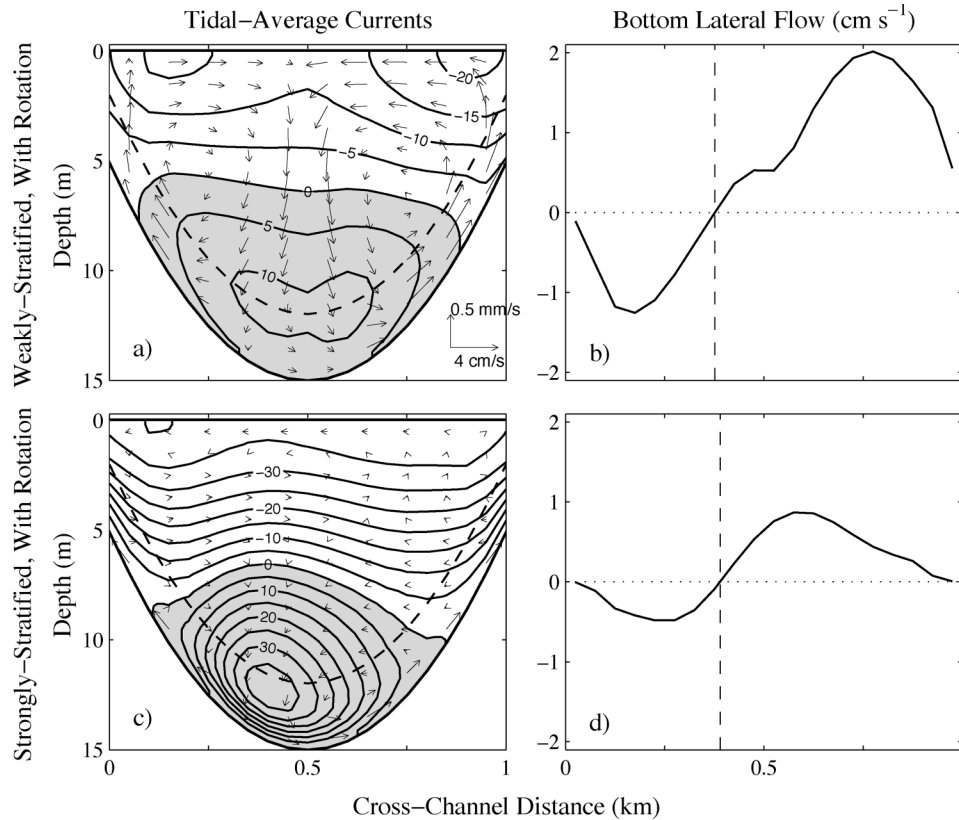 Tidal−Average Currents
Bottom Lateral Flow (cm s−1)
Weakly−Stratified, With Rotation
Depth (m)
0
5
10
15
−20
−15
−10
−5
0
5
10
0.5 mm/s
4 cm/s
a)
2
1
0
−1
−2
b)
Strongly−Stratified, With Rotation
Depth (m)
0
5
10
15
−30
−20
−10
0
10
20
30
c)
0
0.5
1
2
1
0
−1
−2
d)
0
0.5
Cross−Channel Distance (km)